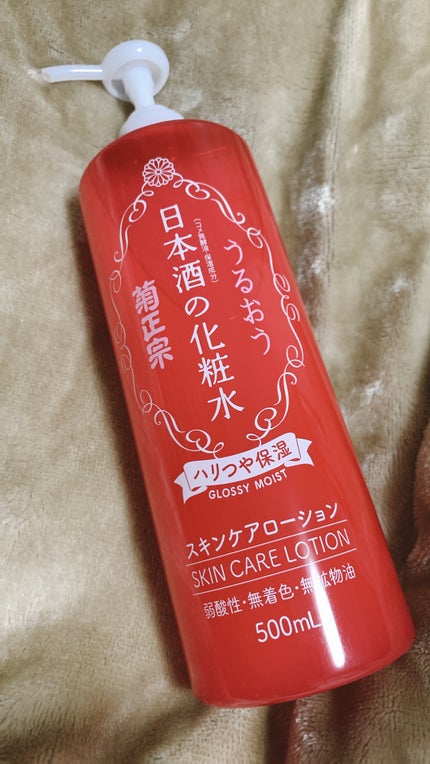 うるおう
日本酒の化粧水
(コメ発酵液・保湿成分)
菊正宗
ハリつや保湿
GLOSSY MOIST
スキンケアローション
SKIN CARE LOTION
弱酸性・無着色・無鉱物油
500mL